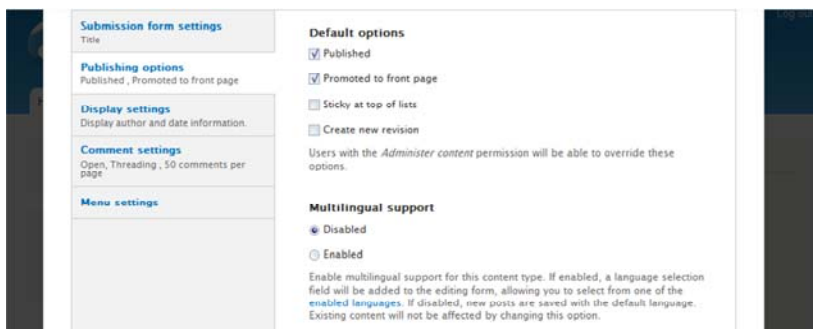 Submission form settings
Title
Publishing options
Published , Promoted to front page
Display settings
Display author and date information.
Comment settings
Open, Threading , 50 comments per
page
Menu settings
Default options
Published
Promoted to front page
Sticky at top of lists
Create new revision
Users with the Administer content permission will be able to override these
options.
Multilingual support
Disabled
Enabled
Enable multilingual support for this content type. If enabled, a language selection
field will be added to the editing form, allowing you to select from one of the
enabled languages. If disabled, new posts are saved with the default language.
Existing content will not be affected by changing this option.